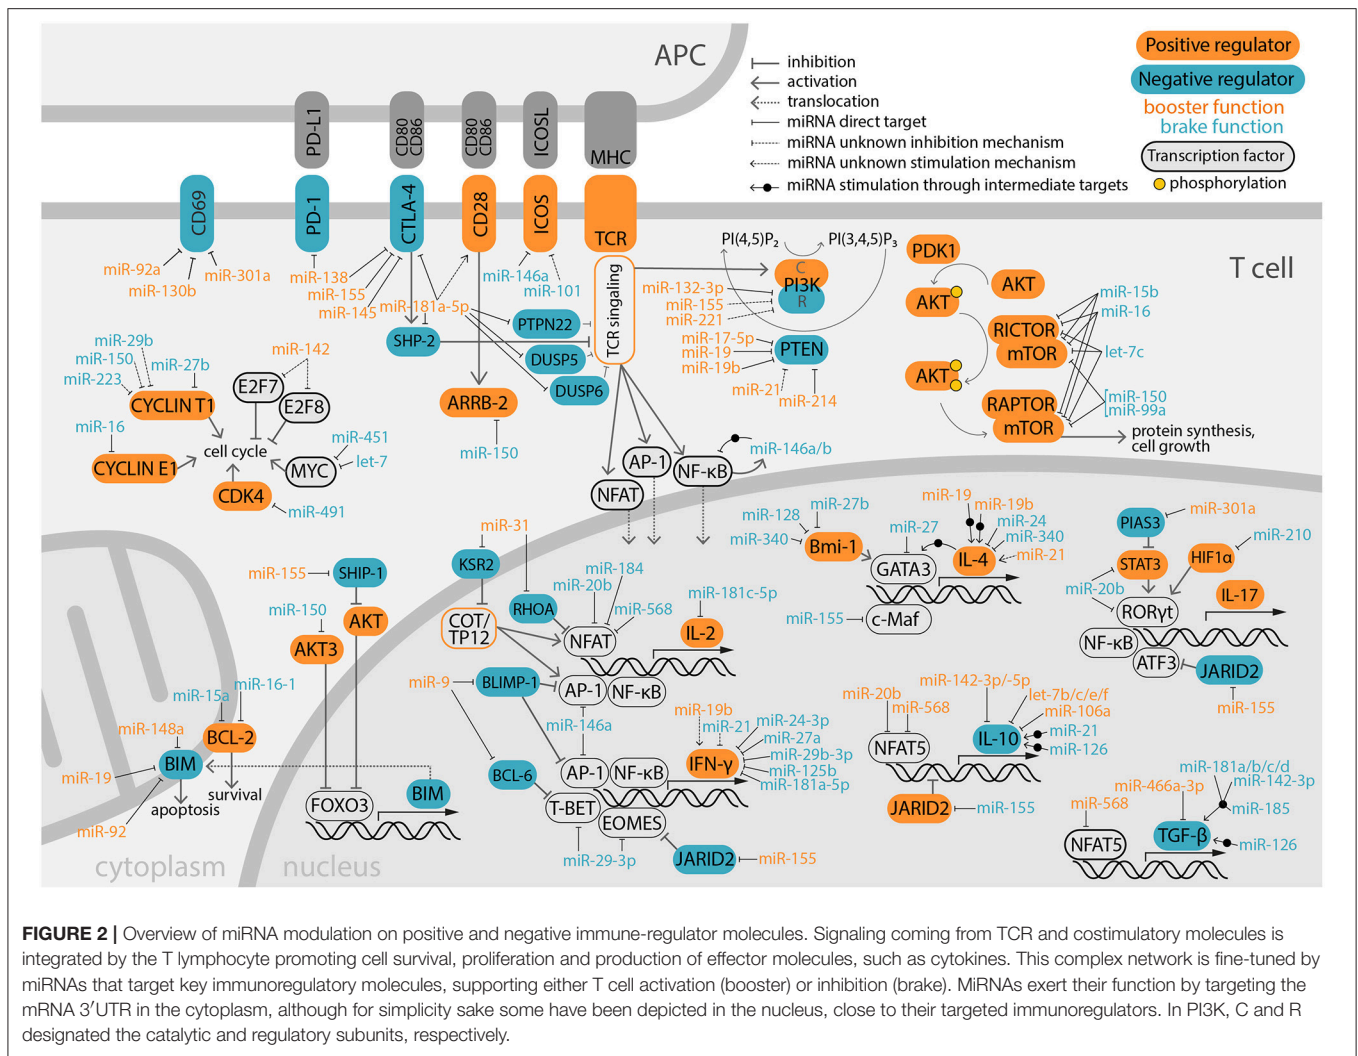 APC
inhibition
activation
translocation
miRNA direct target
miRNA unknown inhibition mechanism
miRNA unknown stimulation mechanism
miRNA stimulation through intermediate targets
Positive regulator
Negative regulator
booster function
brake function
Transcription factor
phosphorylation
PD-L1
CD80
CD86
CD80
CD86
ICOSL
MHC
CD69
PD-1
CTLA-4
CD28
ICOS
TCR
T cell
miR-92a
miR-130b
miR-301a
miR-138
miR-155
miR-145
miR-181a-5p
miR-146a
miR-101
TCR singaling
SHP-2
PTPN22
DUSP5
DUSP6
ARRB-2
miR-150
PI(4,5)P₂
PI(3,4,5)P₃
C
PI3K
R
miR-132-3p
miR-155
miR-221
miR-17-5p
miR-19
miR-19b
PTEN
miR-21
miR-214
PDK1
AKT
AKT
AKT
RICTOR
mTOR
RAPTOR
mTOR
miR-15b
miR-16
let-7c
miR-150
miR-99a
protein synthesis,
cell growth
miR-29b
miR-150
miR-223
miR-27b
miR-142
CYCLIN T1
E2F7
E2F8
miR-16
cell cycle
CYCLIN E1
MYC
miR-451
let-7
CDK4
miR-491
NFAT
AP-1
NF-κB
miR-146a/b
miR-155
SHIP-1
AKT
miR-150
AKT3
miR-15a
miR-16-1
miR-148a
BCL-2
BIM
miR-19
miR-92
apoptosis
survival
BIM
FOXO3
cytoplasm
nucleus
miR-31
KSR2
COT/
TP12
RHOA
miR-184
miR-20b
miR-568
NFAT
miR-181c-5p
IL-2
miR-9
BLIMP-1
AP-1
NF-κB
miR-146a
BCL-6
AP-1
NF-κB
T-BET
EOMES
miR-29-3p
JARID2
miR-155
miR-19b
miR-21
IFN-γ
miR-24-3p
miR-27a
miR-29b-3p
miR-125b
miR-181a-5p
miR-27b
miR-128
miR-340
Bmi-1
miR-27
GATA3
miR-19
miR-19b
miR-24
miR-340
miR-21
IL-4
miR-155
c-Maf
PIAS3
miR-301a
miR-210
STAT3
HIF1α
miR-20b
RORγt
IL-17
NF-κB
ATF3
JARID2
miR-155
miR-20b
miR-568
NFAT5
miR-142-3p/-5p
let-7b/c/e/f
miR-106a
IL-10
miR-21
miR-126
JARID2
miR-155
miR-568
NFAT5
miR-466a-3p
miR-181a/b/c/d
miR-142-3p
miR-185
TGF-β
miR-126
FIGURE 2 | Overview of miRNA modulation on positive and negative immune-regulator molecules. Signaling coming from TCR and costimulatory molecules is
integrated by the T lymphocyte promoting cell survival, proliferation and production of effector molecules, such as cytokines. This complex network is fine-tuned by
miRNAs that target key immunoregulatory molecules, supporting either T cell activation (booster) or inhibition (brake). MiRNAs exert their function by targeting the
mRNA 3′UTR in the cytoplasm, although for simplicity sake some have been depicted in the nucleus, close to their targeted immunoregulators. In PI3K, C and R
designated the catalytic and regulatory subunits, respectively.